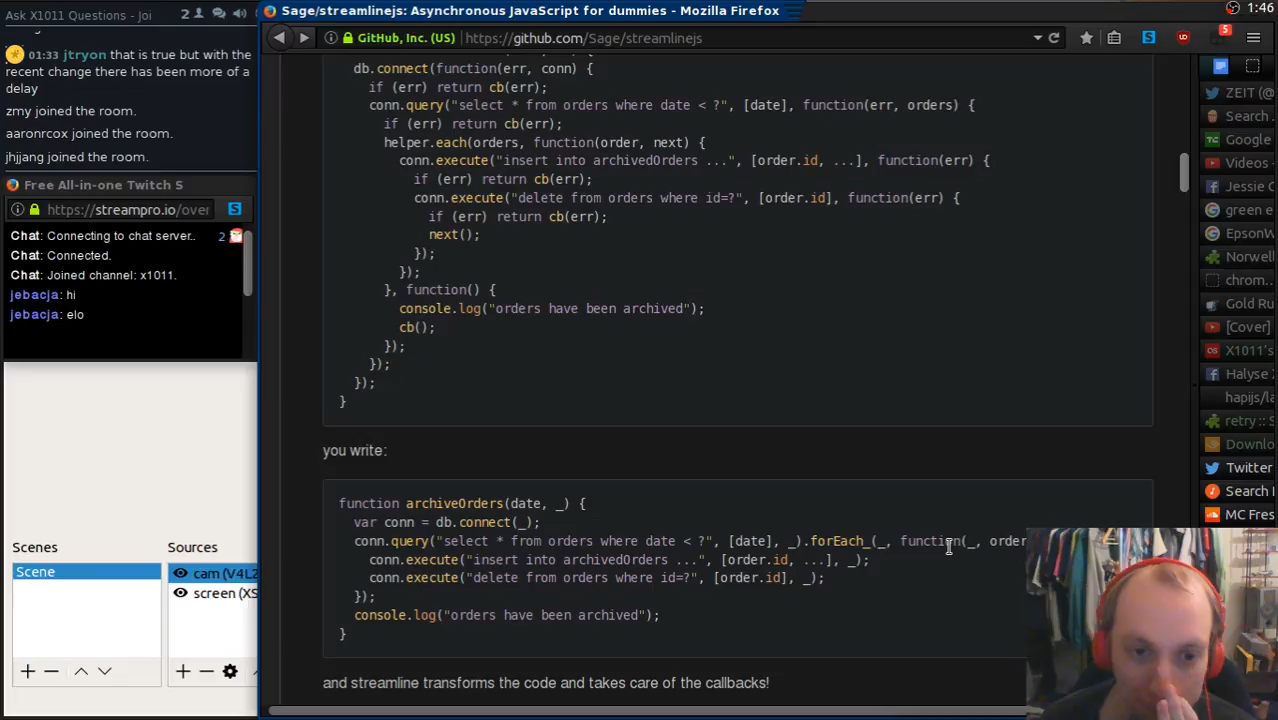 Ask X1011 Questions - Joi
2
01:33 jtryon that is true but with the
recent change there has been more of a
delay
zmy joined the room.
aaronrcox joined the room.
jhjjang joined the room.
Free All-in-one Twitch S
https://streampro.io/over
Chat: Connecting to chat server..
2
Chat: Connected.
Chat: Joined channel: x1011.
jebacja: hi
jebacja: elo
Scenes
Sources
Scene
cam (V4L2
screen (XS
Sage/streamlinejs: Asynchronous JavaScript for dummies - Mozilla Firefox
1:46
GitHub, Inc. (US)
https://github.com/Sage/streamlinejs
5
db.connect(function(err, conn) {
if (err) return cb(err);
conn.query("select * from orders where date < ?", [date], function(err, orders) {
if (err) return cb(err);
helper.each(orders, function(order, next) {
conn.execute("insert into archivedOrders ...", [order.id, ...], function(err) {
if (err) return cb(err);
conn.execute("delete from orders where id=?", [order.id], function(err) {
if (err) return cb(err);
next();
});
});
}, function() {
console.log("orders have been archived");
cb();
});
});
});
}
you write:
function archiveOrders(date, _) {
var conn = db.connect(_);
conn.query("select * from orders where date < ?", [date], _).forEach_(_, function(_, order
conn.execute("insert into archivedOrders ...", [order.id, ...], _);
conn.execute("delete from orders where id=?", [order.id], _);
});
console.log("orders have been archived");
}
and streamline transforms the code and takes care of the callbacks!
ZEIT (@
Search
Google
Videos -
Jessie C
green e
EpsonW
Norwell
chrom...
Gold Ru
[Cover]
X1011's
Halyse X
hapijs/la
retry :: S
Downlo
Twitter
Search
MC Fres